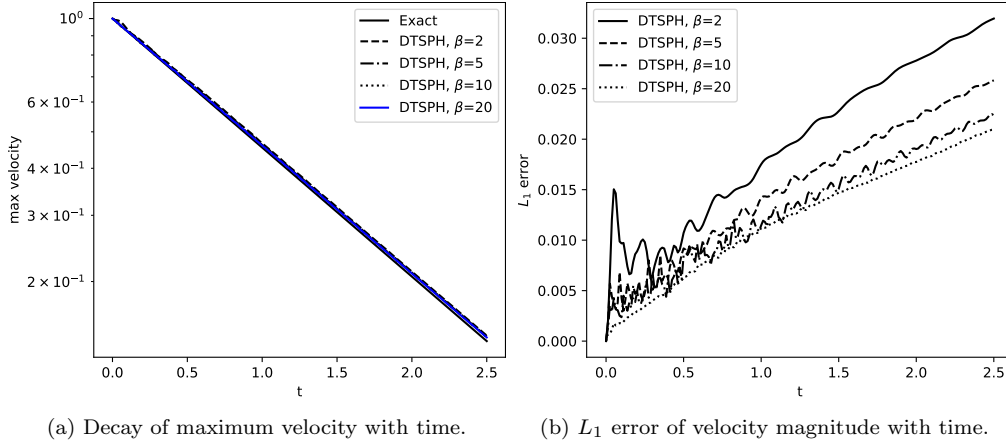 10⁰
6 × 10⁻¹
4 × 10⁻¹
3 × 10⁻¹
2 × 10⁻¹
max velocity
0.0 0.5 1.0 1.5 2.0 2.5
t
Exact
DTSPH, β=2
DTSPH, β=5
DTSPH, β=10
DTSPH, β=20
(a) Decay of maximum velocity with time.
0.030
0.025
0.020
0.015
0.010
0.005
0.000
L₁ error
0.0 0.5 1.0 1.5 2.0 2.5
t
DTSPH, β=2
DTSPH, β=5
DTSPH, β=10
DTSPH, β=20
(b) L₁ error of velocity magnitude with time.